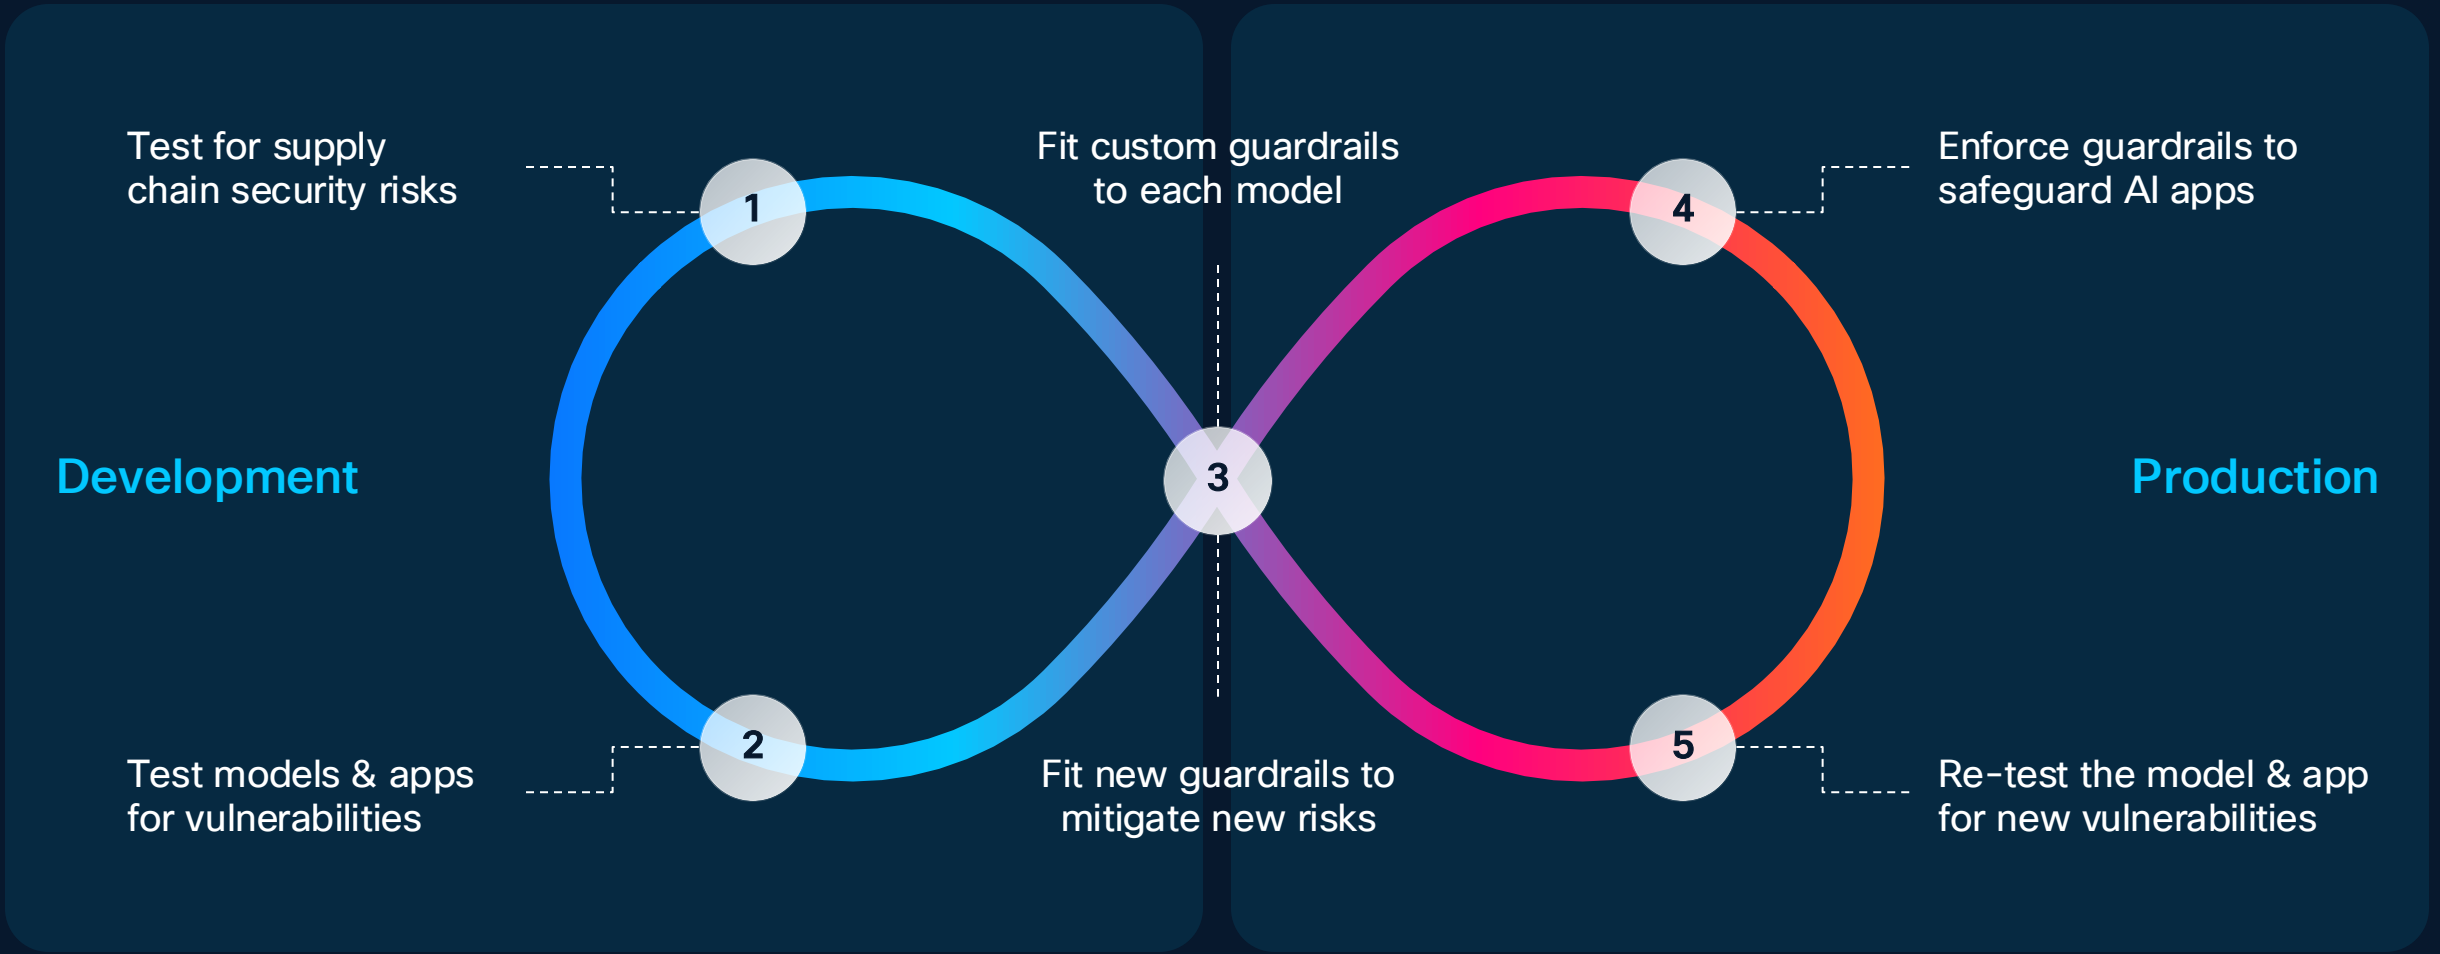 Test for supply
chain security risks
1
Fit custom guardrails
to each model
4
Enforce guardrails to
safeguard AI apps
Development
3
Production
Test models & apps
for vulnerabilities
2
Fit new guardrails to
mitigate new risks
5
Re-test the model & app
for new vulnerabilities